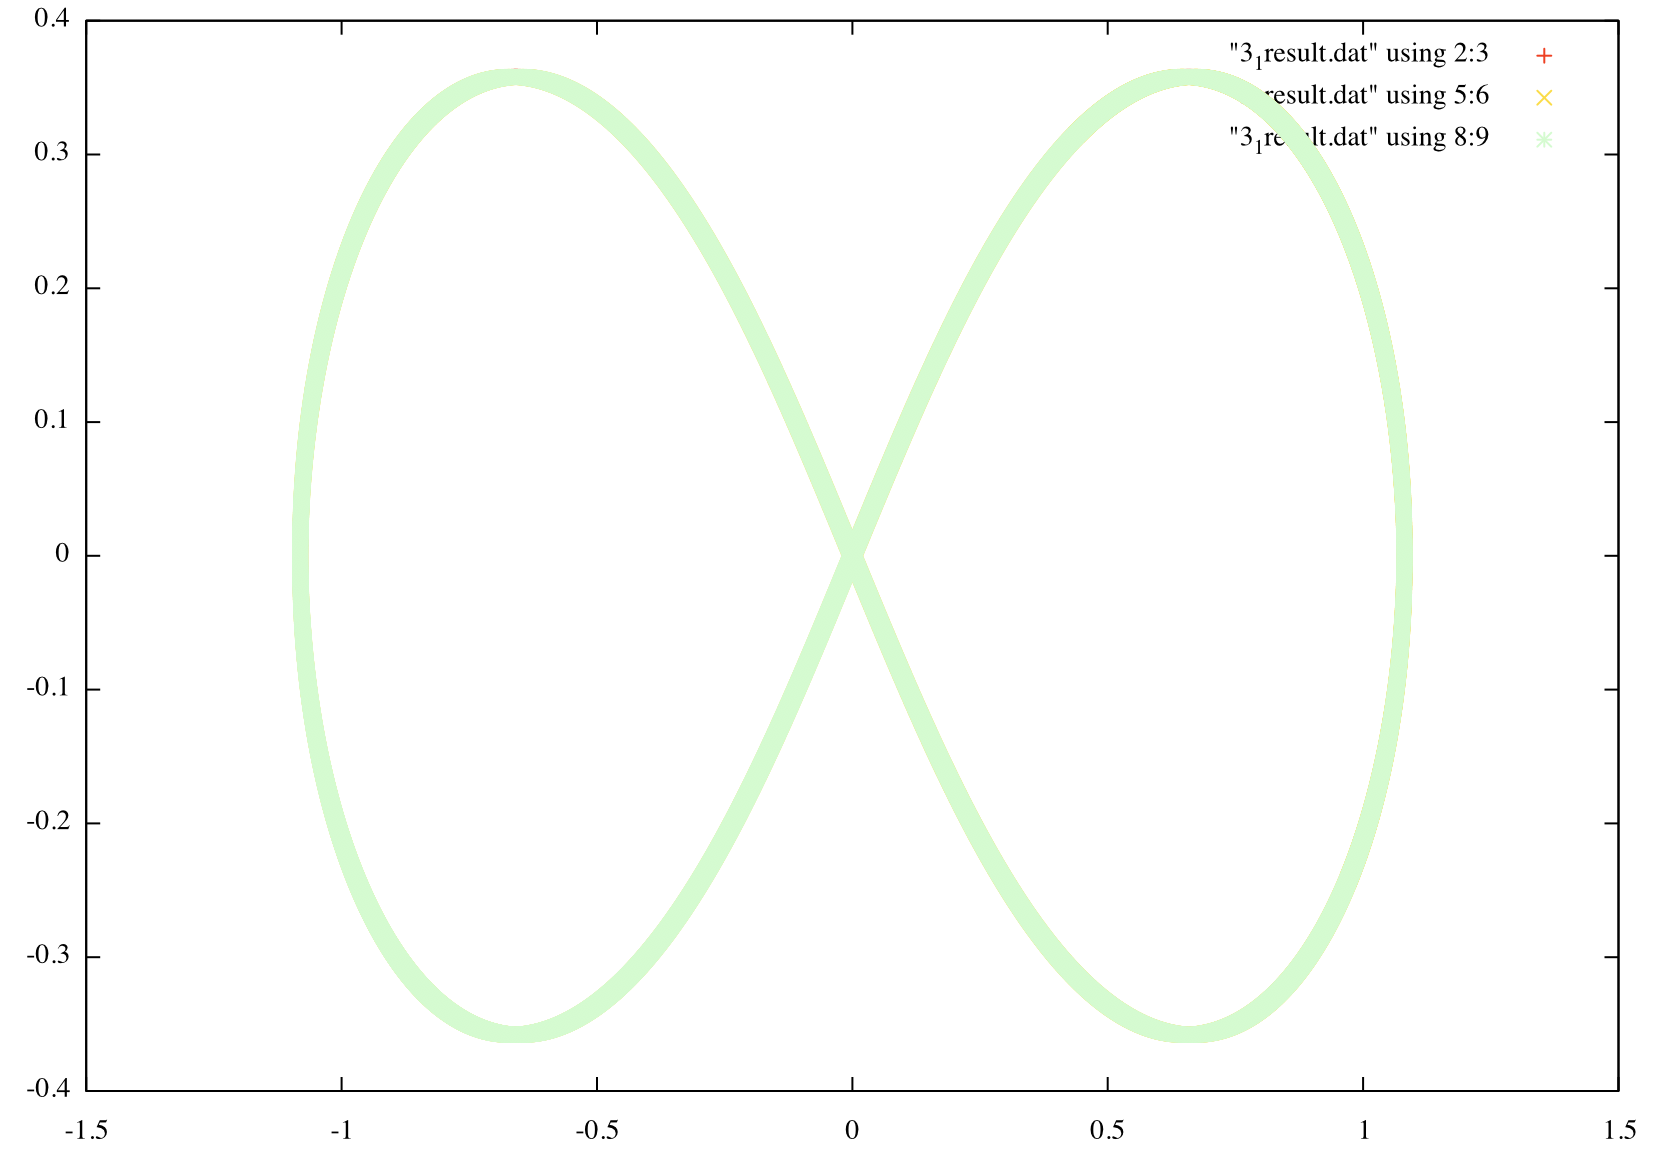 0.4
0.3
0.2
0.1
0
-0.1
-0.2
-0.3
-0.4
-1.5 -1 -0.5 0 0.5 1 1.5
"3₁result.dat" using 2:3
result.dat" using 5:6
"3₁result.dat" using 8:9